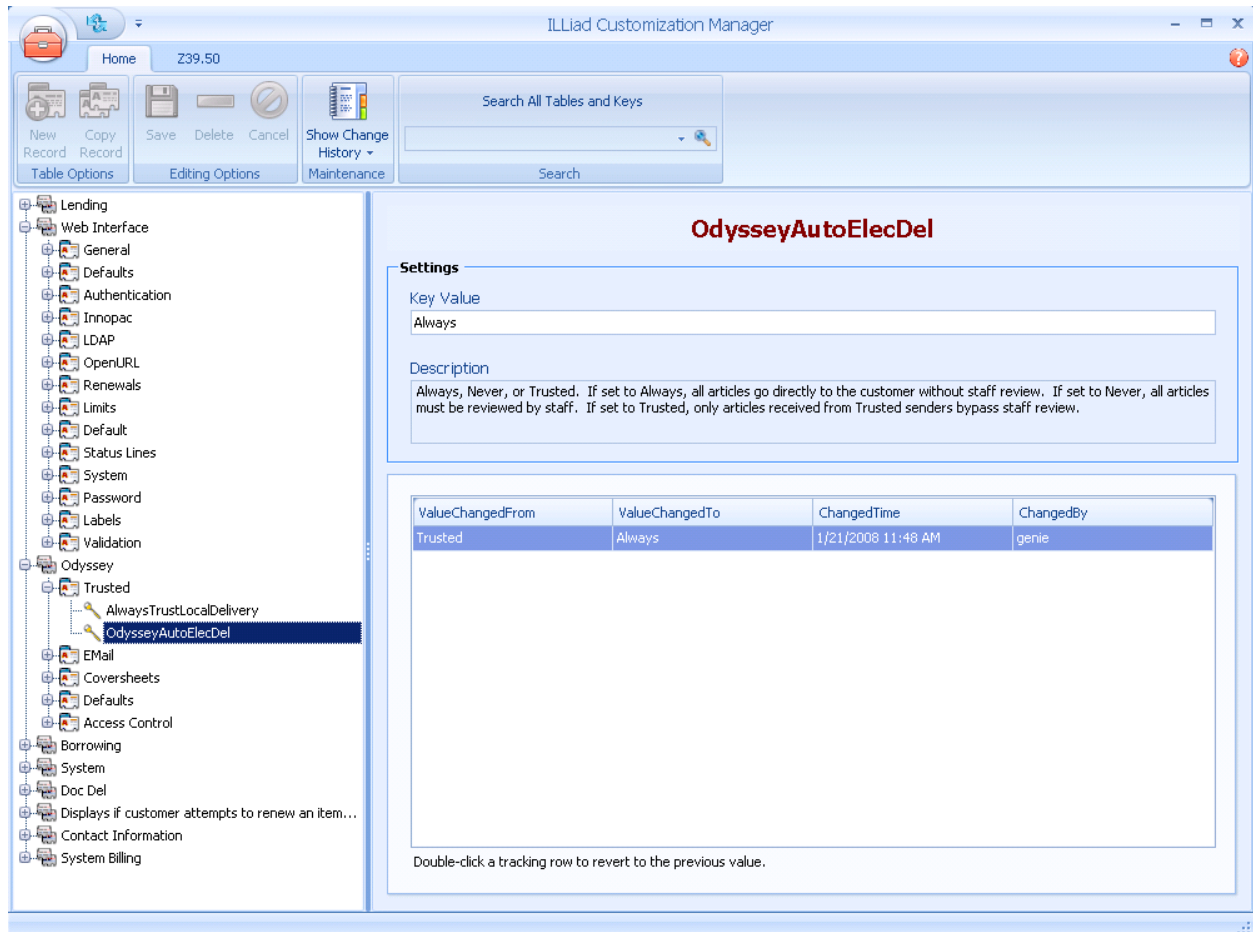 ILLiad Customization Manager
Home Z39.50
New Record Copy Record Save Delete Cancel Show Change History
Search All Tables and Keys
Table Options Editing Options Maintenance Search
Lending
Web Interface
General
Defaults
Authentication
Innopac
LDAP
OpenURL
Renewals
Limits
Default
Status Lines
System
Password
Labels
Validation
Odyssey
Trusted
AlwaysTrustLocalDelivery
OdysseyAutoElecDel
EMail
Coversheets
Defaults
Access Control
Borrowing
System
Doc Del
Displays if customer attempts to renew an item...
Contact Information
System Billing
OdysseyAutoElecDel
Settings
Key Value
Always
Description
Always, Never, or Trusted. If set to Always, all articles go directly to the customer without staff review. If set to Never, all articles
must be reviewed by staff. If set to Trusted, only articles received from Trusted senders bypass staff review.
ValueChangedFrom ValueChangedTo ChangedTime ChangedBy
Trusted Always 1/21/2008 11:48 AM genie
Double-click a tracking row to revert to the previous value.